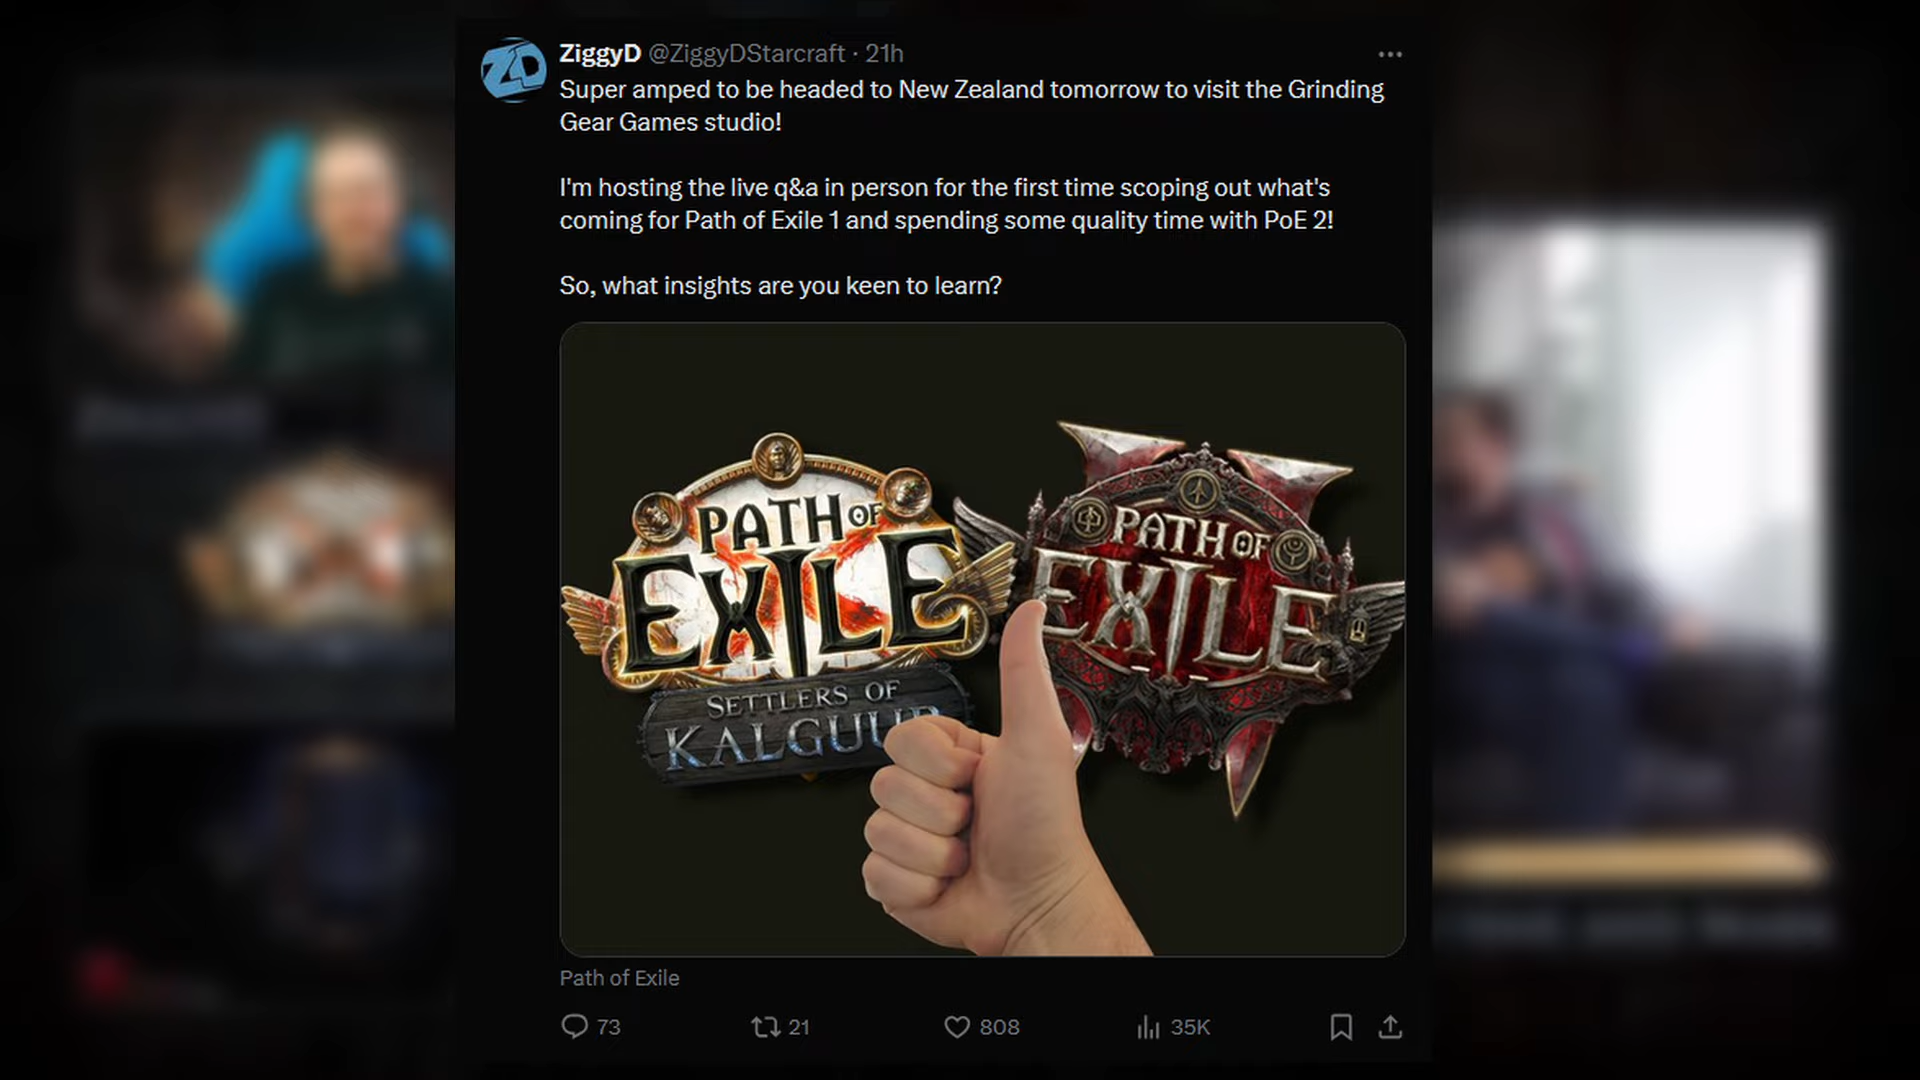 ZiggyD @ZiggyDStarcraft · 21h
Super amped to be headed to New Zealand tomorrow to visit the Grinding
Gear Games studio!
I'm hosting the live q&a in person for the first time scoping out what's
coming for Path of Exile 1 and spending some quality time with PoE 2!
So, what insights are you keen to learn?
PATH OF
EXILE
SETTLERS OF
KALGUUR
PATH OF
EXILE
Path of Exile
73 21 808 35K